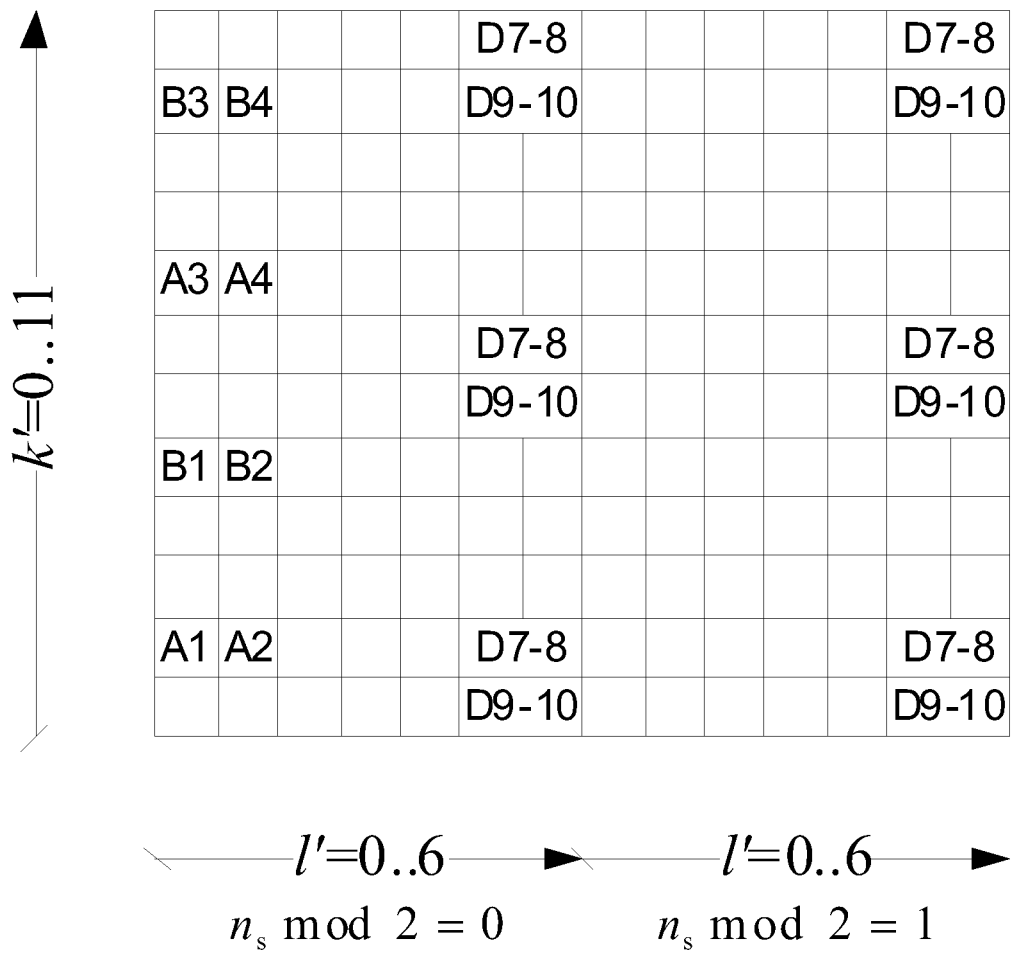 D7-8 D7-8
B3 B4 D9-10 D9-10
A3 A4
D7-8 D7-8
D9-10 D9-10
B1 B2
A1 A2 D7-8 D7-8
D9-10 D9-10
k′=0..11
l′=0..6 l′=0..6
nₛ mod 2 = 0 nₛ mod 2 = 1